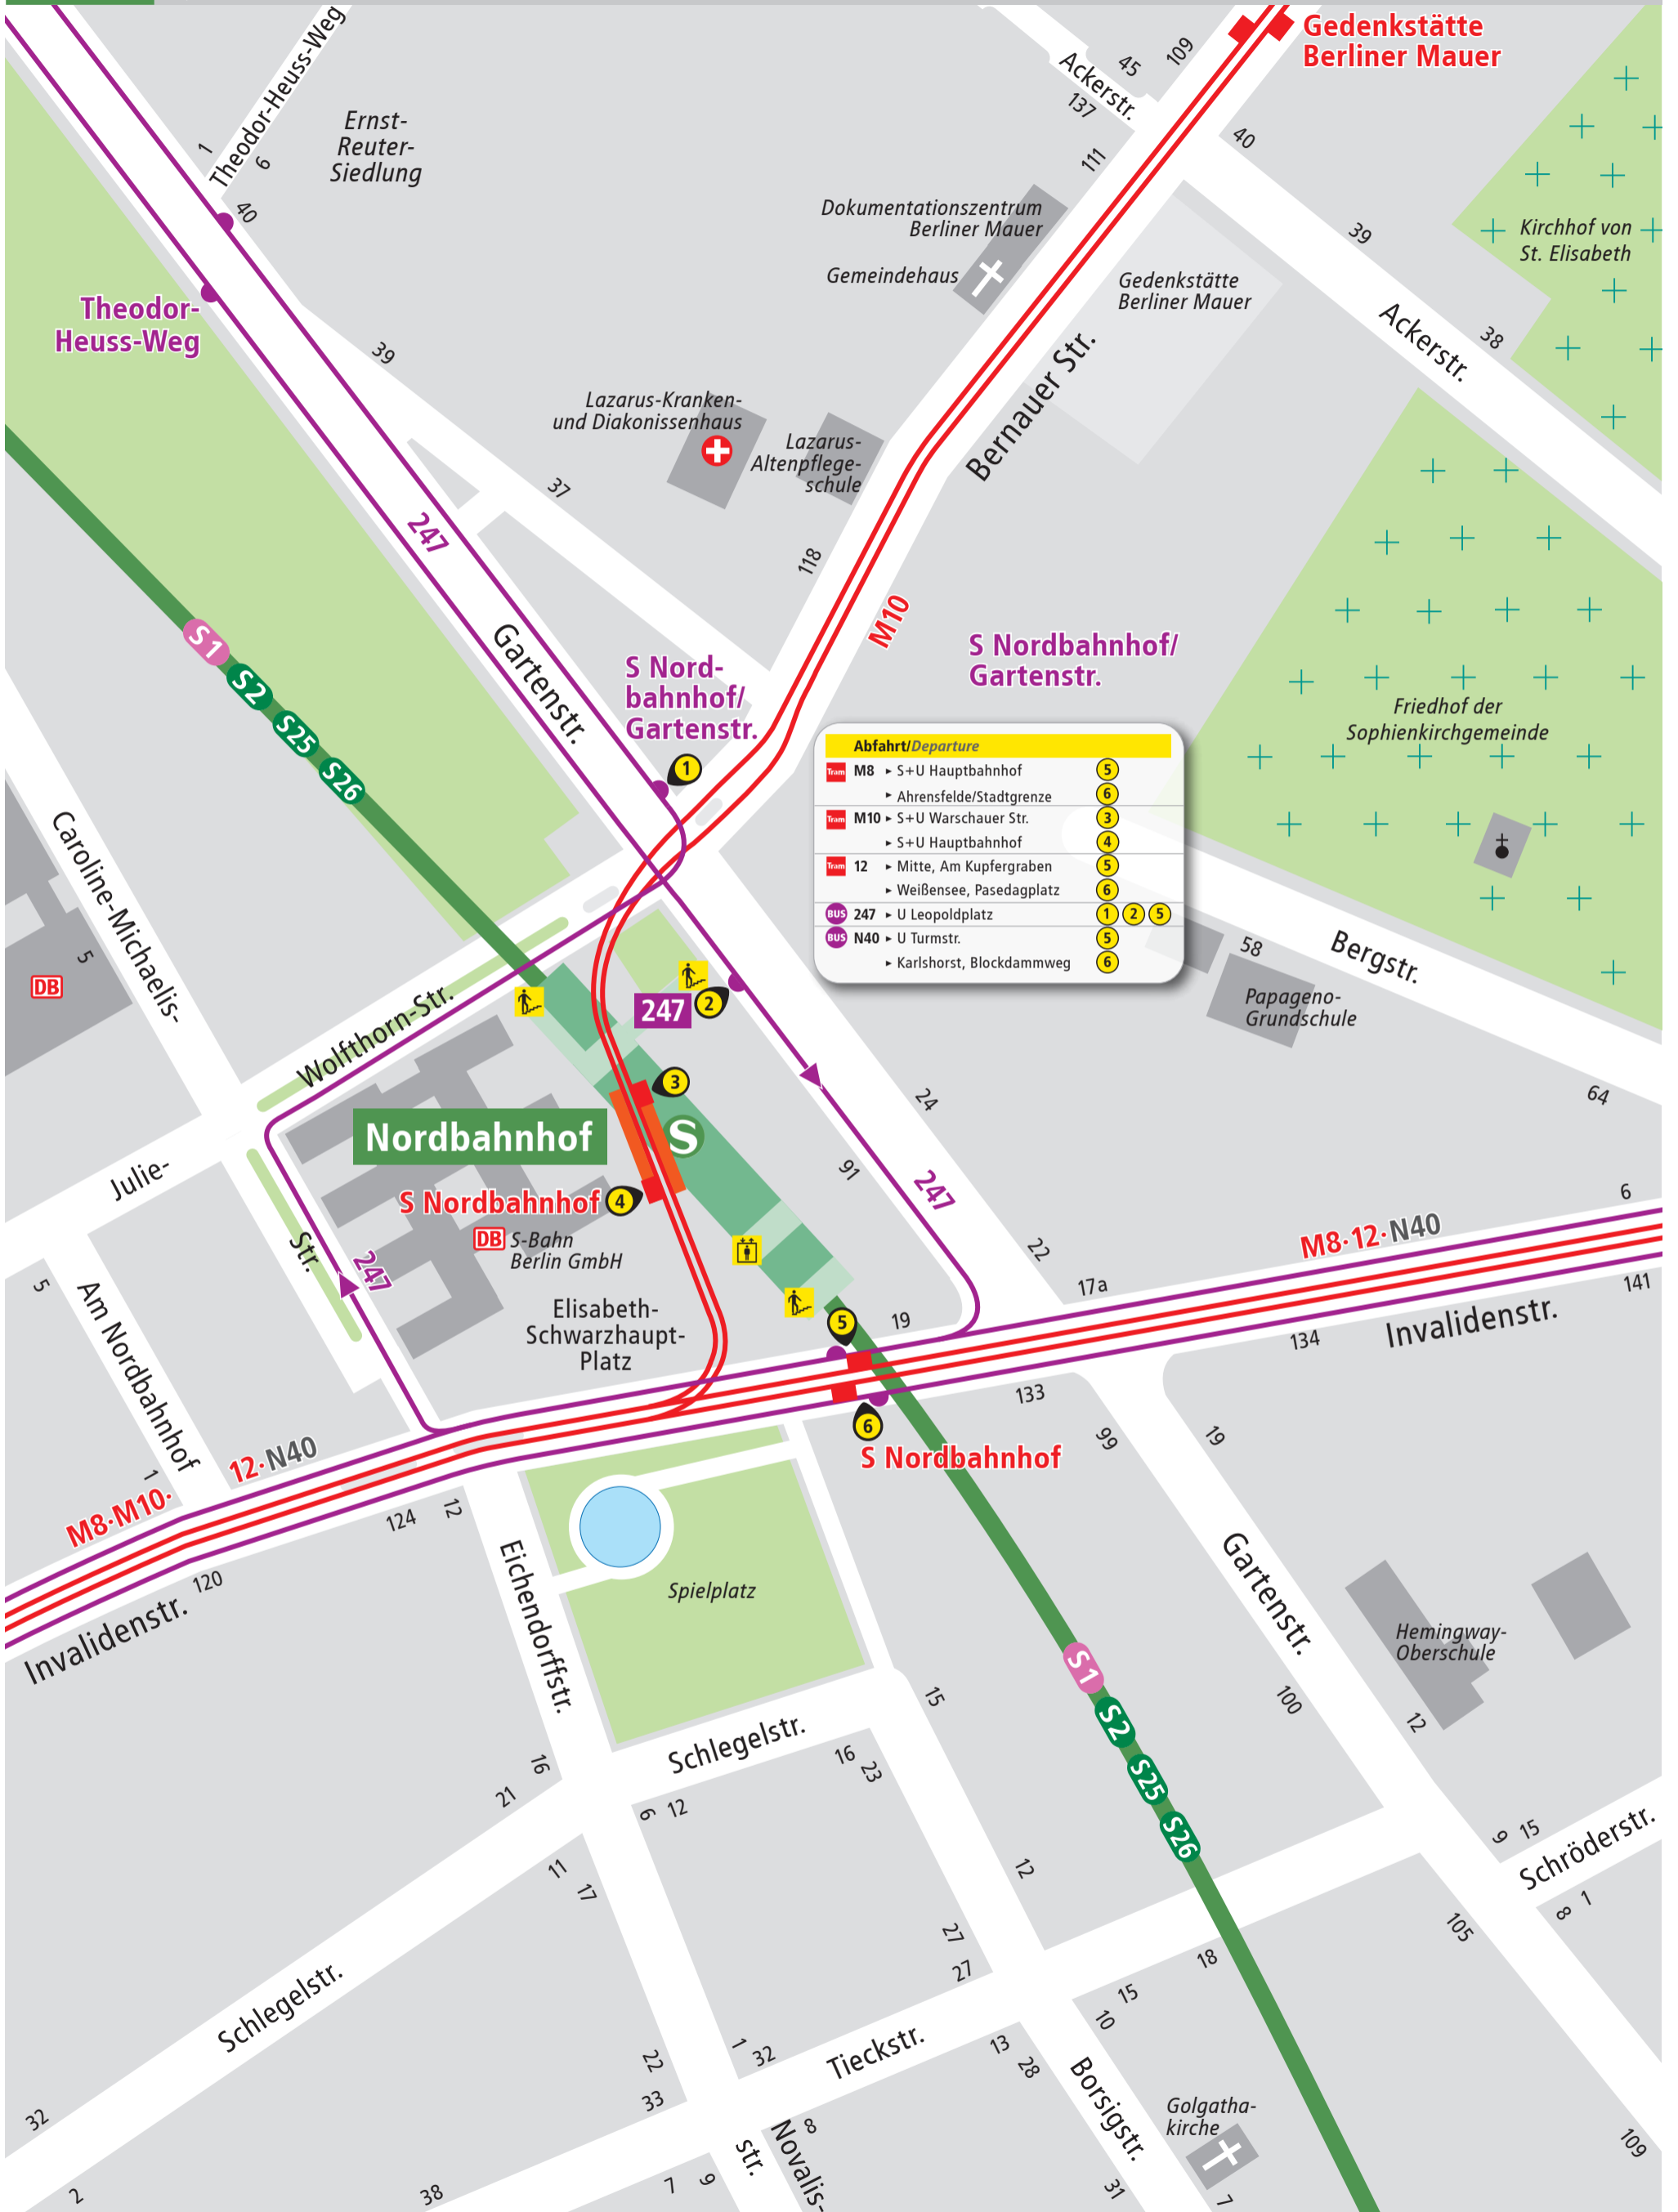 Gedenkstätte
Berliner Mauer
Theodor-Heuss-Weg
Ackerstr.
45
109
137
1
6
40
Ernst-
Reuter-
Siedlung
111
40
39
38
Dokumentationszentrum
Berliner Mauer
Gemeindehaus
Gedenkstätte
Berliner Mauer
Kirchhof von
St. Elisabeth
Ackerstr.
Theodor-
Heuss-Weg
39
37
Lazarus-Kranken-
und Diakonissenhaus
Lazarus-
Altenpflege-
schule
Bernauer Str.
118
247
M10
S1
S2
S25
S26
Gartenstr.
S Nord-
bahnhof/
Gartenstr.
S Nordbahnhof/
Gartenstr.
Friedhof der
Sophienkirchgemeinde
1
Abfahrt/Departure
Tram M8 ▸ S+U Hauptbahnhof 5
▸ Ahrensfelde/Stadtgrenze 6
Tram M10 ▸ S+U Warschauer Str. 3
▸ S+U Hauptbahnhof 4
Tram 12 ▸ Mitte, Am Kupfergraben 5
▸ Weißensee, Pasedagplatz 6
BUS 247 ▸ U Leopoldplatz 1 2 5
BUS N40 ▸ U Turmstr. 5
▸ Karlshorst, Blockdammweg 6
Caroline-Michaelis-
5
DB
Wolfthorn-Str.
247
2
58
Bergstr.
Papageno-
Grundschule
64
3
24
Nordbahnhof
S
91
247
Julie-
S Nordbahnhof
4
DB S-Bahn
Berlin GmbH
Str.
247
22
6
M8·12·N40
17a
141
5
Am Nordbahnhof
Elisabeth-
Schwarzhaupt-
Platz
5
19
134
Invalidenstr.
133
6
S Nordbahnhof
99
19
1
12·N40
M8·M10·
124
12
120
Invalidenstr.
Eichendorffstr.
Spielplatz
Gartenstr.
Hemingway-
Oberschule
S1
S2
S25
S26
100
12
15
Schlegelstr.
16
23
16
21
6
12
9
15
Schröderstr.
8
1
11
17
12
27
27
105
18
15
10
Schlegelstr.
22
1
32
Tieckstr.
13
28
33
Borsigstr.
Golgatha-
kirche
32
2
38
7
9
str.
Novalis-
8
31
7
109